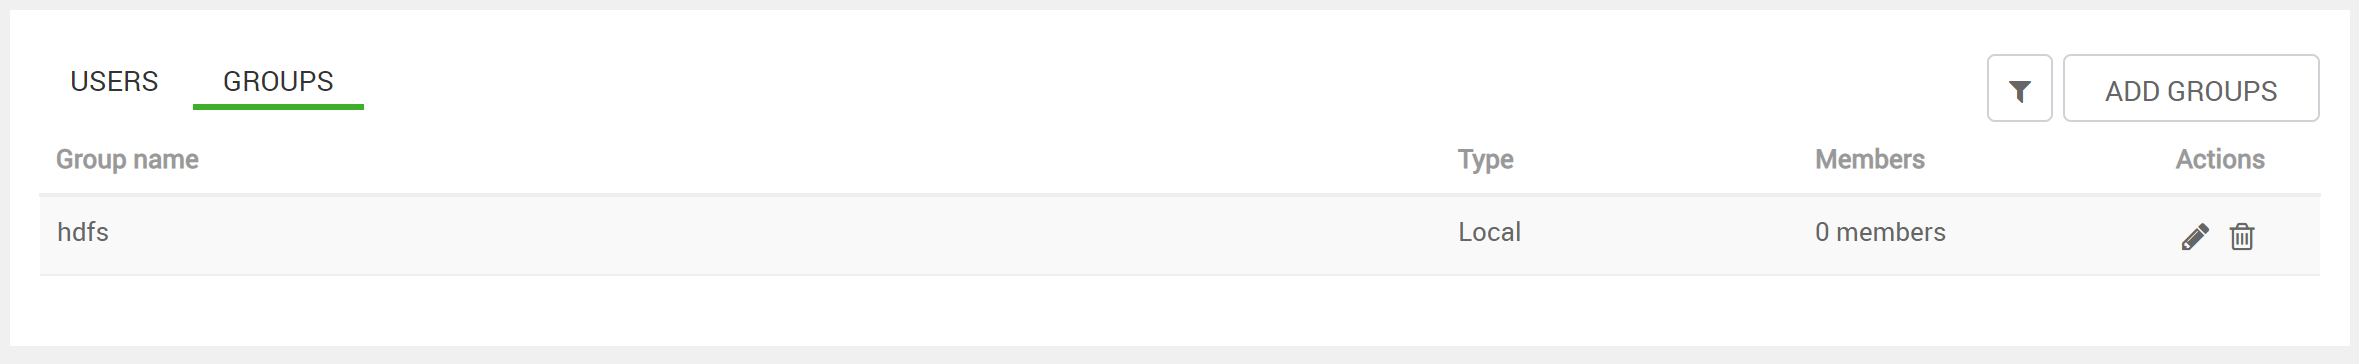 USERS GROUPS ADD GROUPS
Group name Type Members Actions
hdfs Local 0 members